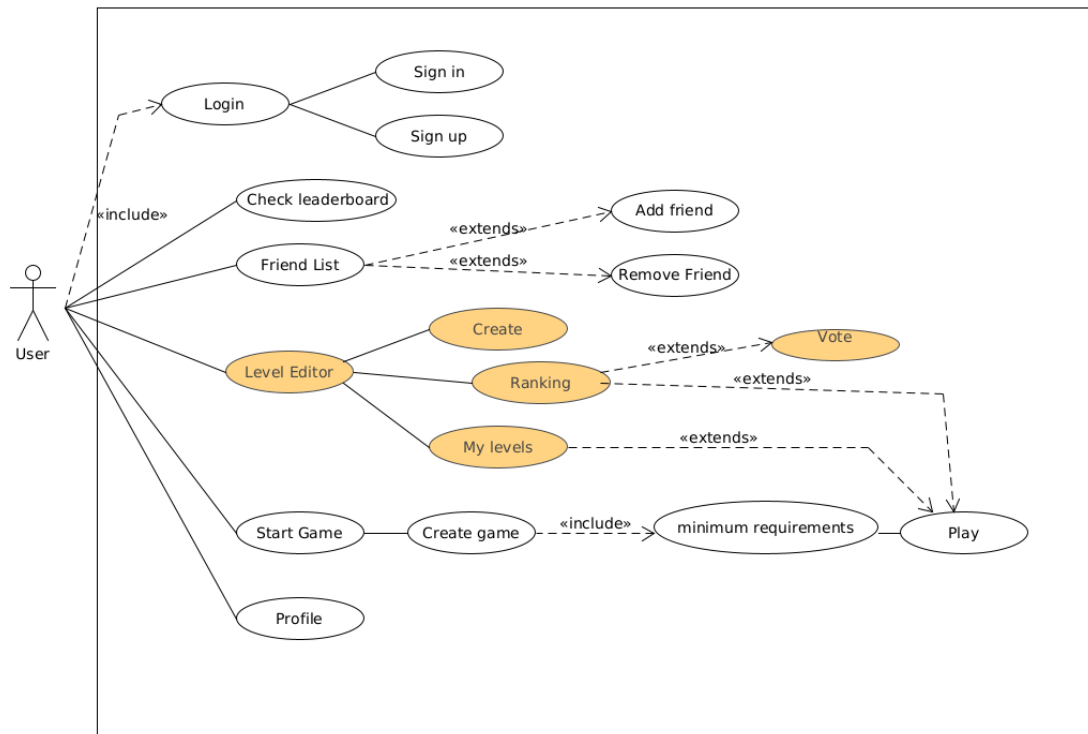 Sign in
Login
Sign up
Check leaderboard
«include»
Add friend
«extends»
Friend List
«extends»
Remove Friend
User
Create
Vote
«extends»
Level Editor
Ranking
«extends»
My levels
«extends»
Start Game
Create game
«include»
minimum requirements
Play
Profile